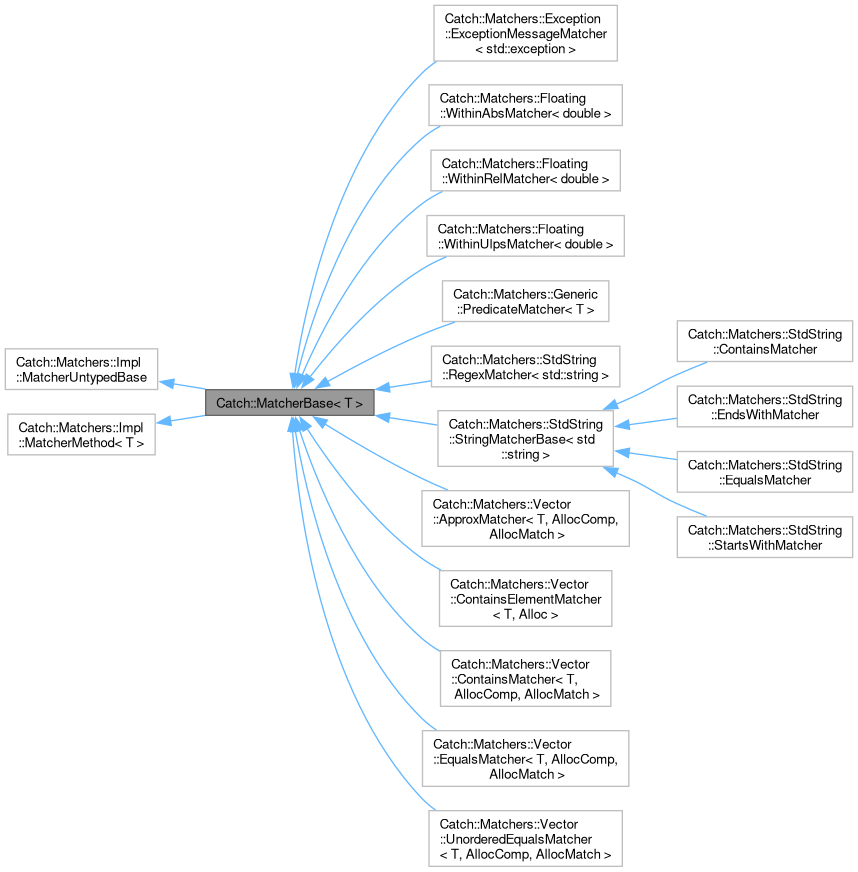 Catch::Matchers::Impl
::MatcherUntypedBase
Catch::Matchers::Impl
::MatcherMethod< T >
Catch::MatcherBase< T >
Catch::Matchers::Exception
::ExceptionMessageMatcher
< std::exception >
Catch::Matchers::Floating
::WithinAbsMatcher< double >
Catch::Matchers::Floating
::WithinRelMatcher< double >
Catch::Matchers::Floating
::WithinUlpsMatcher< double >
Catch::Matchers::Generic
::PredicateMatcher< T >
Catch::Matchers::StdString
::RegexMatcher< std::string >
Catch::Matchers::StdString
::StringMatcherBase< std
::string >
Catch::Matchers::Vector
::ApproxMatcher< T, AllocComp,
AllocMatch >
Catch::Matchers::Vector
::ContainsElementMatcher
< T, Alloc >
Catch::Matchers::Vector
::ContainsMatcher< T,
AllocComp, AllocMatch >
Catch::Matchers::Vector
::EqualsMatcher< T, AllocComp,
AllocMatch >
Catch::Matchers::Vector
::UnorderedEqualsMatcher
< T, AllocComp, AllocMatch >
Catch::Matchers::StdString
::ContainsMatcher
Catch::Matchers::StdString
::EndsWithMatcher
Catch::Matchers::StdString
::EqualsMatcher
Catch::Matchers::StdString
::StartsWithMatcher